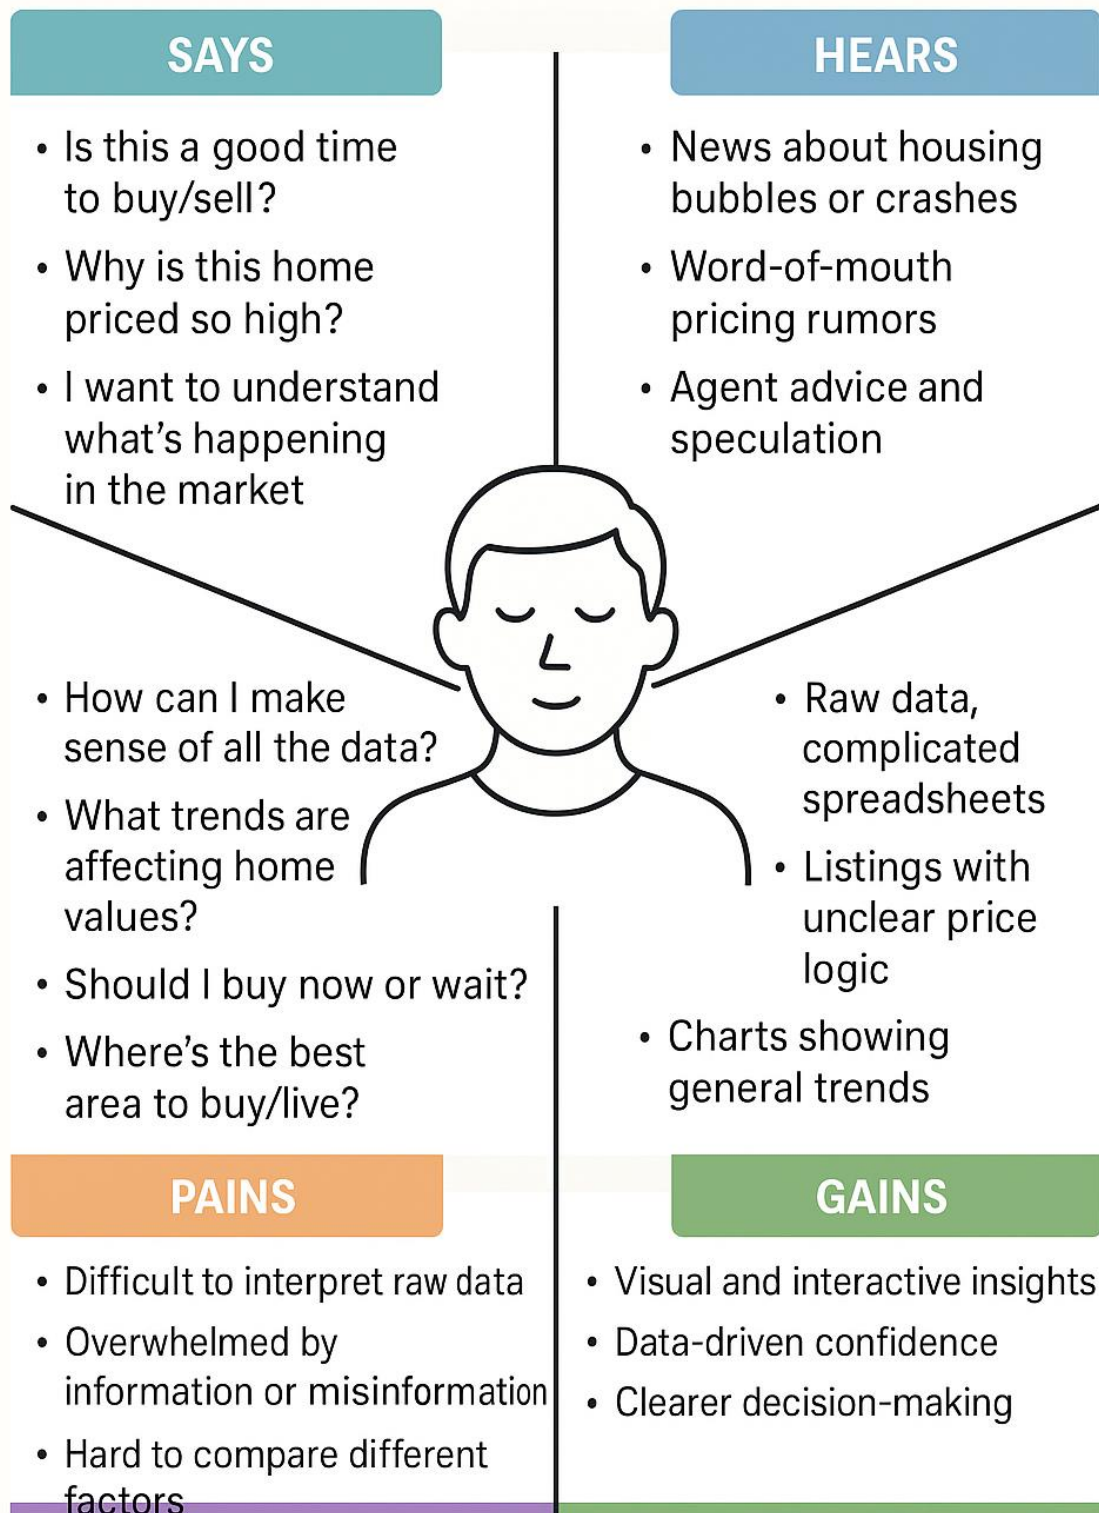 SAYS
• Is this a good time
to buy/sell?
• Why is this home
priced so high?
• I want to understand
what's happening
in the market
HEARS
• News about housing
bubbles or crashes
• Word-of-mouth
pricing rumors
• Agent advice and
speculation
• How can I make
sense of all the data?
• What trends are
affecting home
values?
• Should I buy now or wait?
• Where's the best
area to buy/live?
• Raw data,
complicated
spreadsheets
• Listings with
unclear price
logic
• Charts showing
general trends
PAINS
• Difficult to interpret raw data
• Overwhelmed by
information or misinformation
• Hard to compare different
factors
GAINS
• Visual and interactive insights
• Data-driven confidence
• Clearer decision-making